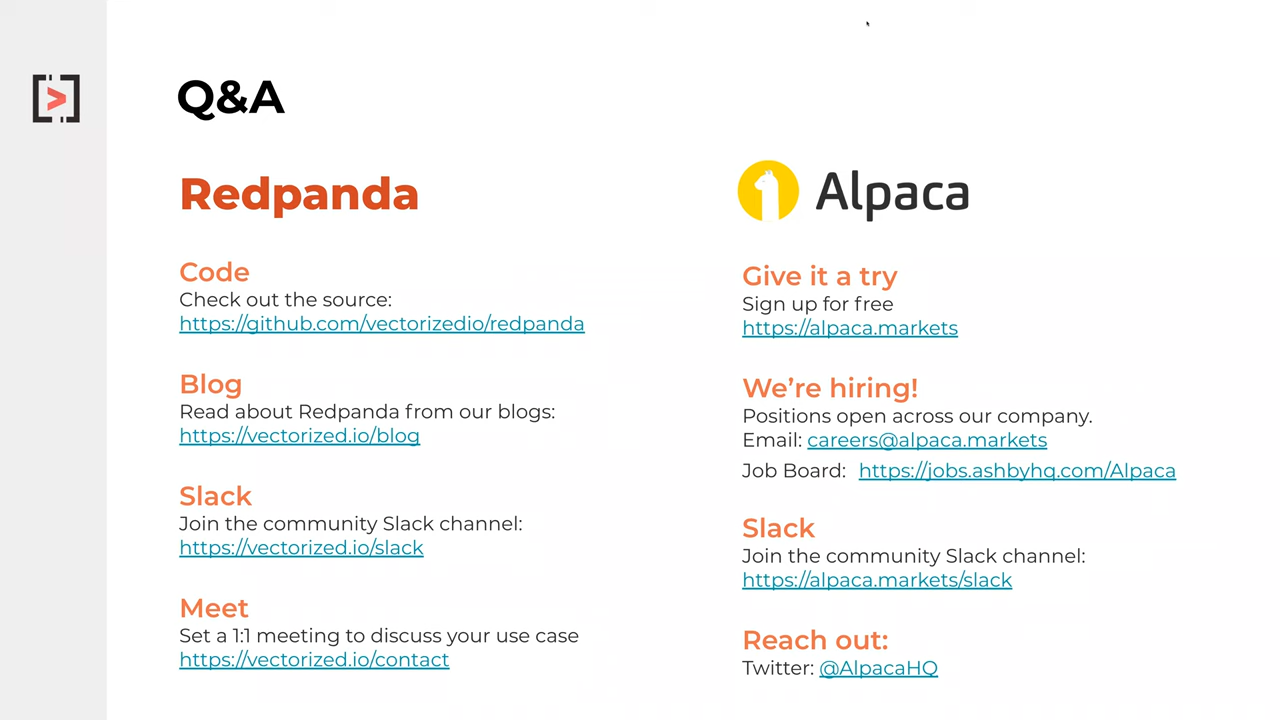 Q&A
Redpanda
Code
Check out the source:
https://github.com/vectorizedio/redpanda
Blog
Read about Redpanda from our blogs:
https://vectorized.io/blog
Slack
Join the community Slack channel:
https://vectorized.io/slack
Meet
Set a 1:1 meeting to discuss your use case
https://vectorized.io/contact
Alpaca
Give it a try
Sign up for free
https://alpaca.markets
We’re hiring!
Positions open across our company.
Email: careers@alpaca.markets
Job Board: https://jobs.ashbyhq.com/Alpaca
Slack
Join the community Slack channel:
https://alpaca.markets/slack
Reach out:
Twitter: @AlpacaHQ